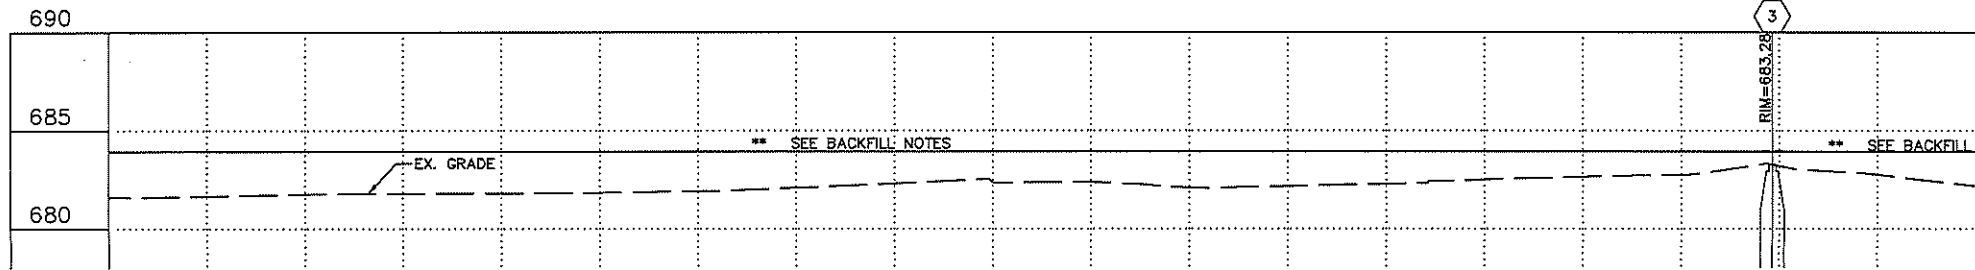 690
3
RIM=683.28
685
** SEE BACKFILL NOTES
** SEE BACKFILL
EX. GRADE
680